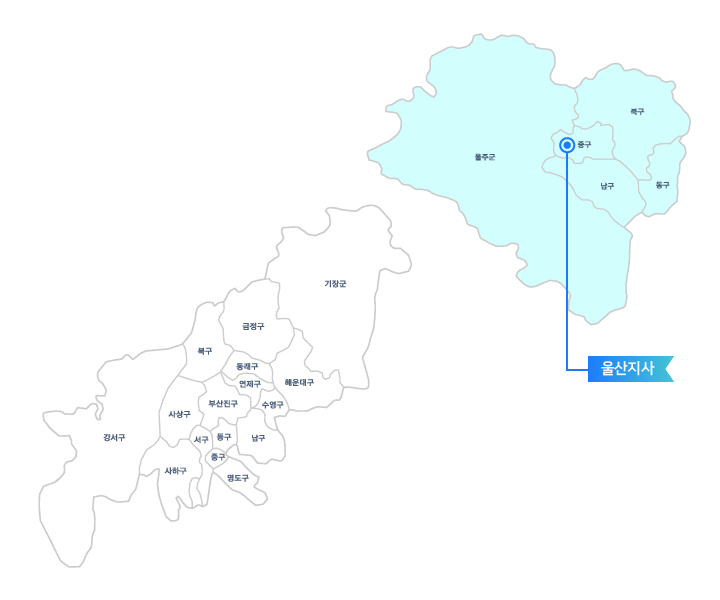 북구
중구
울주군
남구
동구
기장군
금정구
북구
동래구
연제구
해운대구
부산진구
수영구
사상구
강서구
서구
동구
남구
중구
사하구
영도구
울산지사